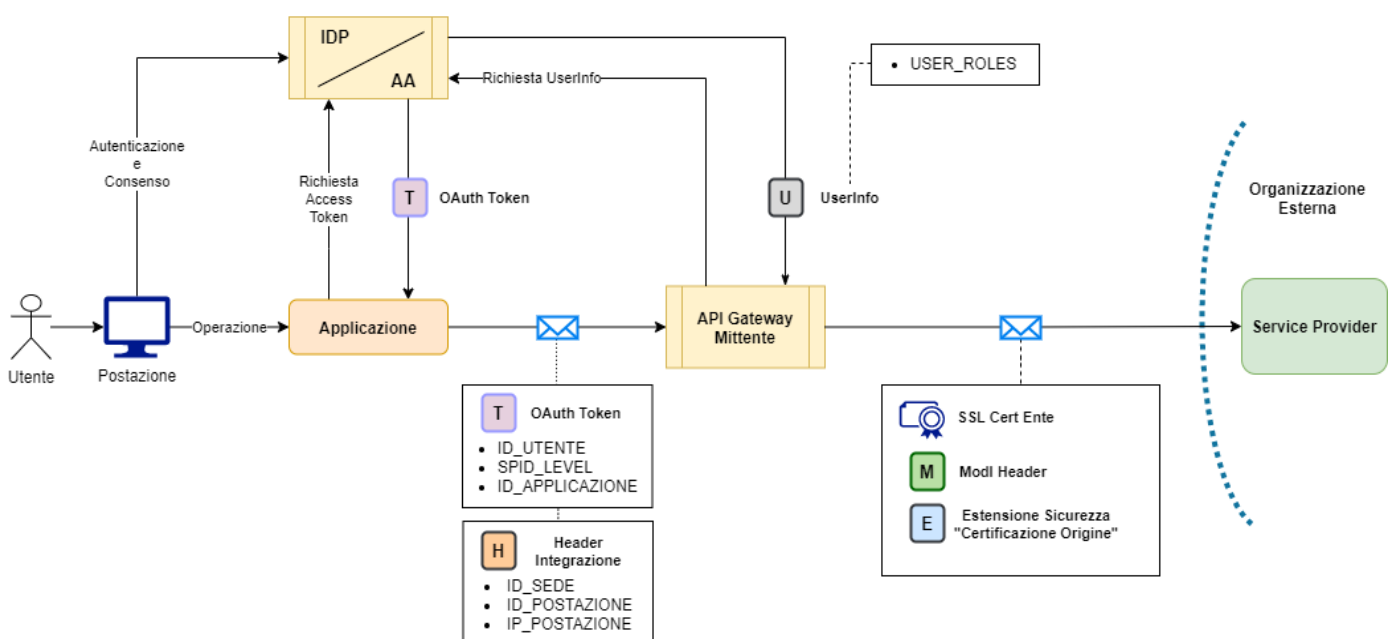 IDP
AA
Richiesta UserInfo
• USER_ROLES
Autenticazione
e
Consenso
Richiesta
Access
Token
T
OAuth Token
U
UserInfo
Organizzazione
Esterna
Utente
Postazione
Operazione
Applicazione
API Gateway
Mittente
Service Provider
T
OAuth Token
• ID_UTENTE
• SPID_LEVEL
• ID_APPLICAZIONE
H
Header
Integrazione
• ID_SEDE
• ID_POSTAZIONE
• IP_POSTAZIONE
SSL Cert Ente
M
ModI Header
E
Estensione Sicurezza
"Certificazione Origine"